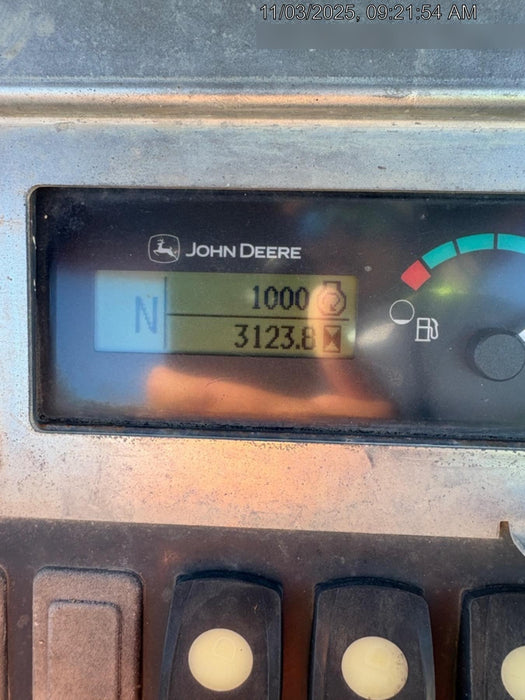 11/03/2025, 09:21:54 AM
JOHN DEERE
N
1000
3123.8